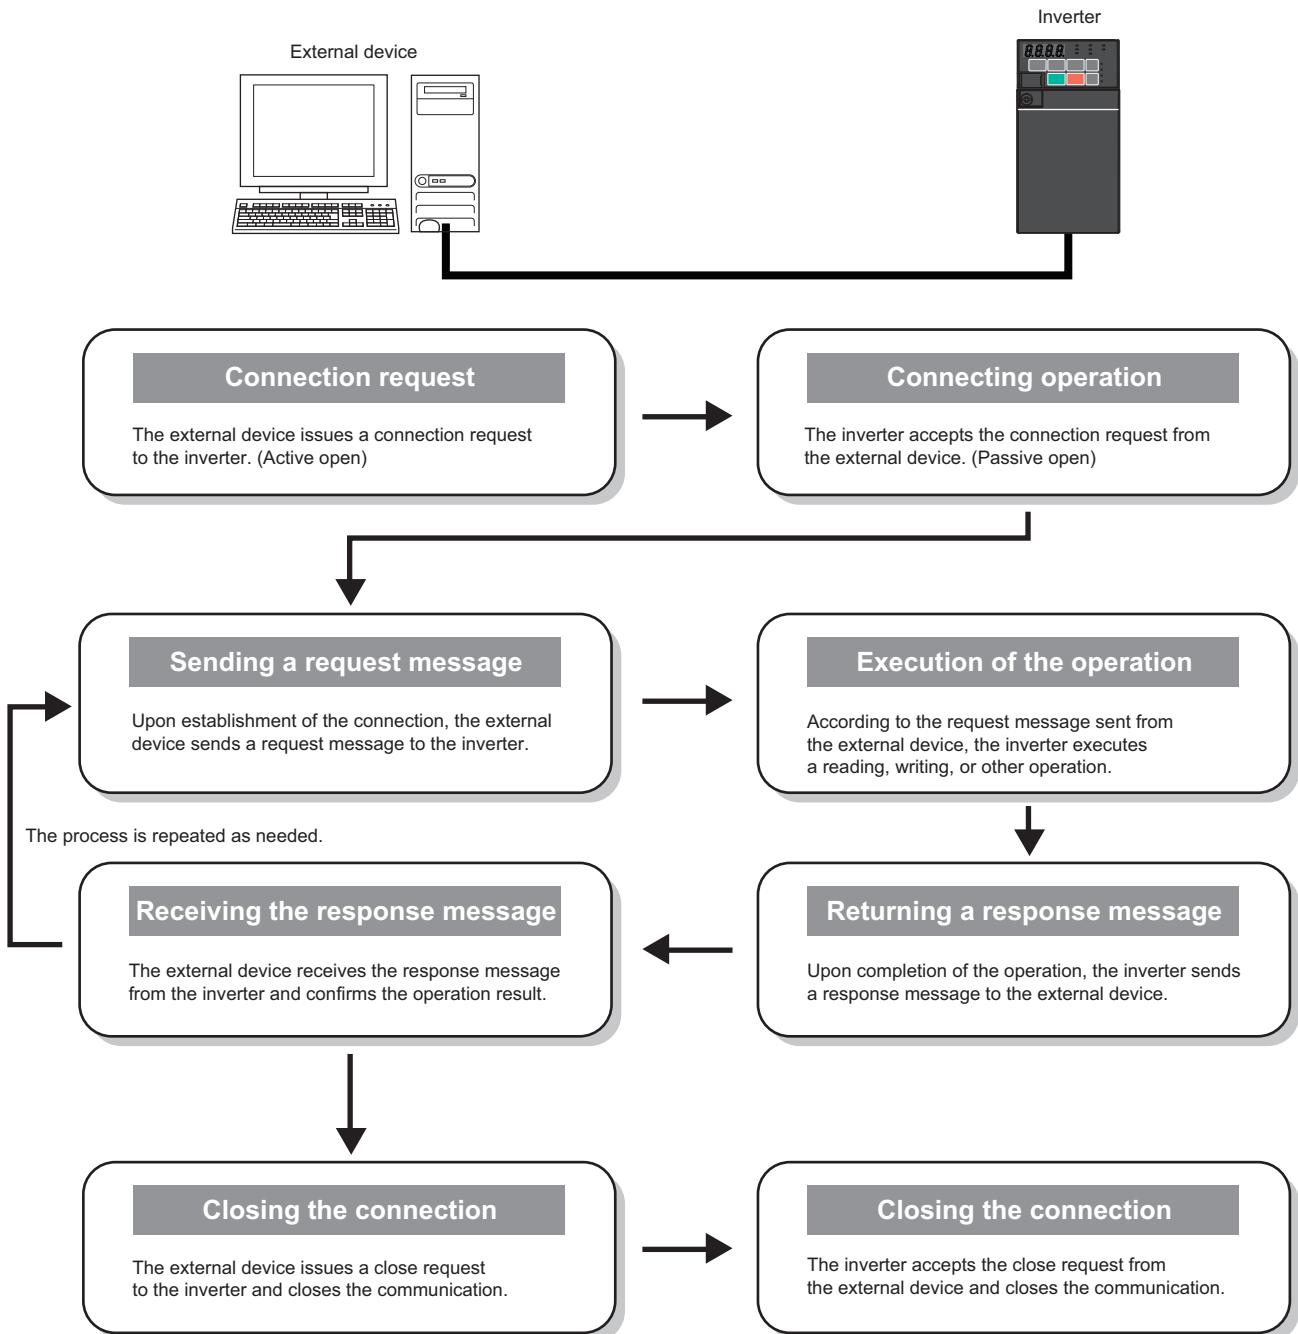 Inverter
External device
8.8.8.8.
Connection request
The external device issues a connection request
to the inverter. (Active open)
Connecting operation
The inverter accepts the connection request from
the external device. (Passive open)
Sending a request message
Upon establishment of the connection, the external
device sends a request message to the inverter.
Execution of the operation
According to the request message sent from
the external device, the inverter executes
a reading, writing, or other operation.
The process is repeated as needed.
Receiving the response message
The external device receives the response message
from the inverter and confirms the operation result.
Returning a response message
Upon completion of the operation, the inverter sends
a response message to the external device.
Closing the connection
The external device issues a close request
to the inverter and closes the communication.
Closing the connection
The inverter accepts the close request from
the external device and closes the communication.